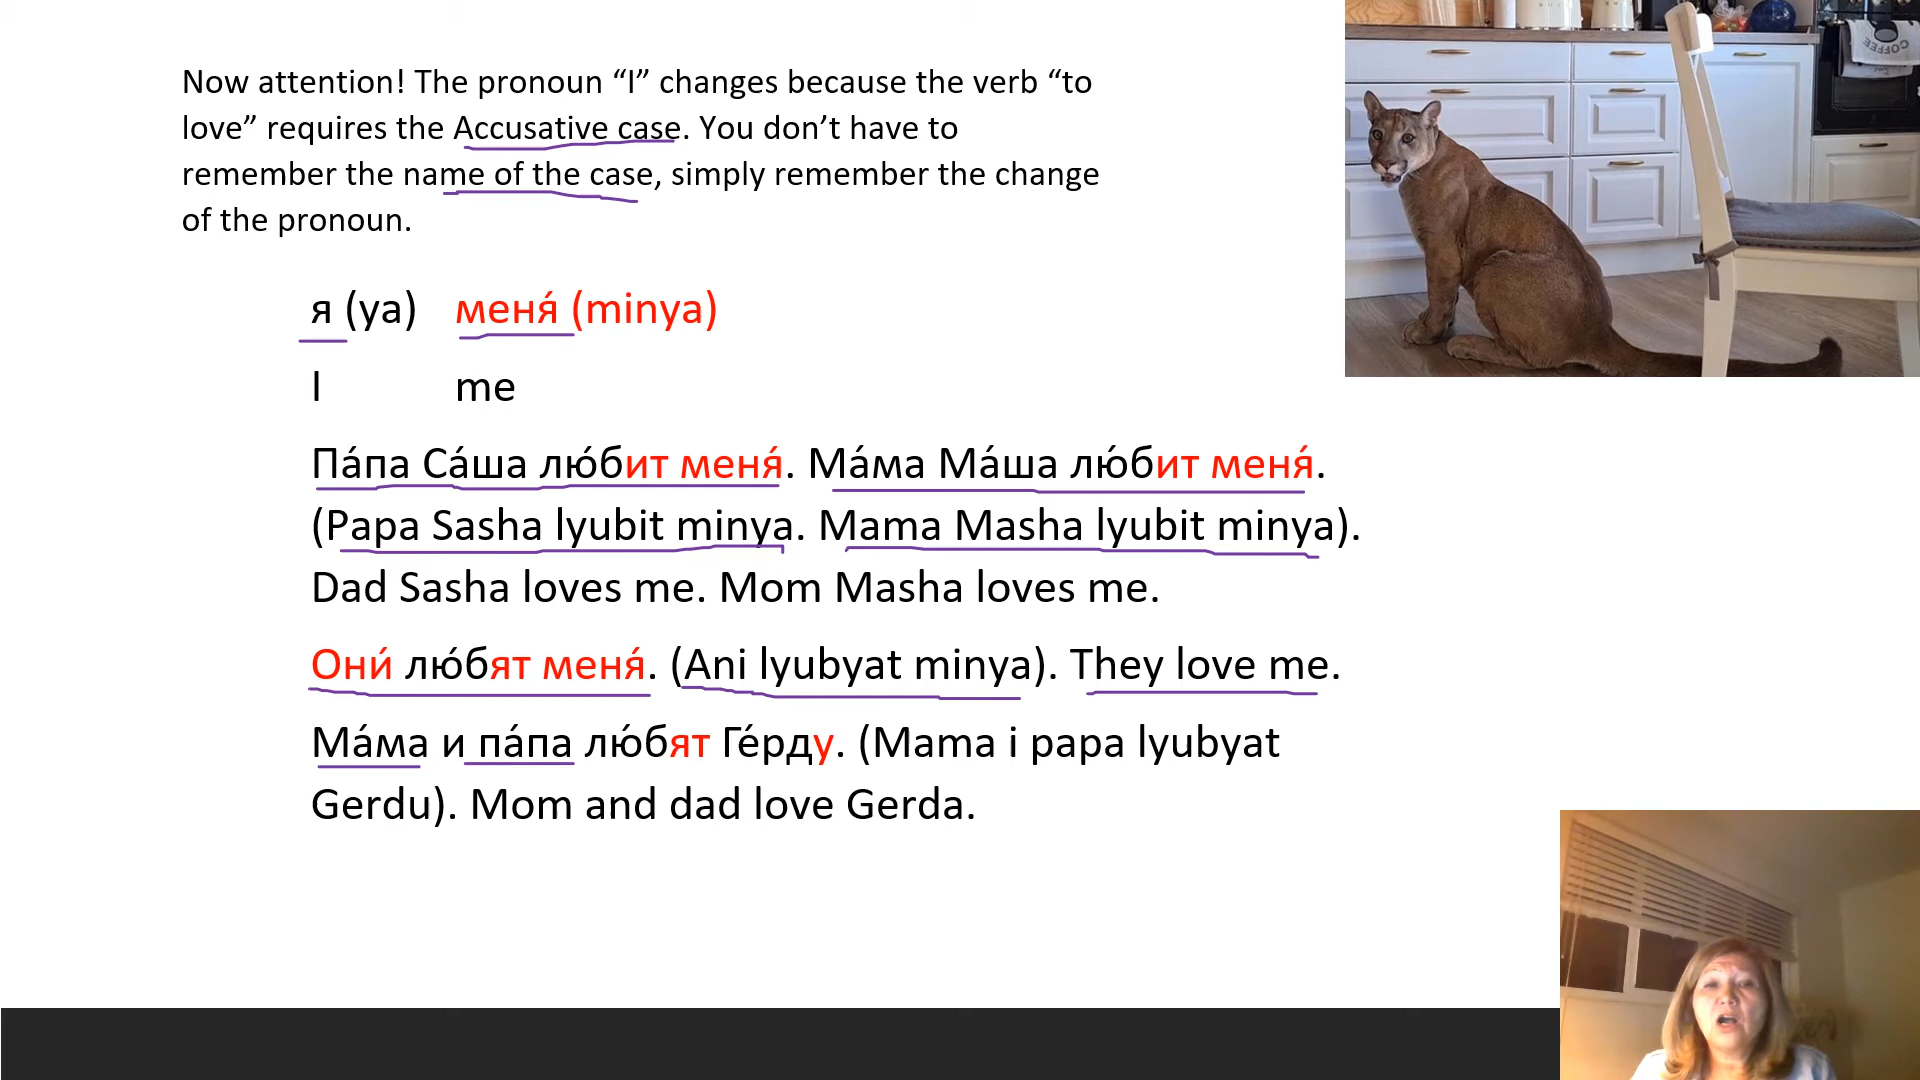 Now attention! The pronoun “I” changes because the verb “to
love” requires the Accusative case. You don’t have to
remember the name of the case, simply remember the change
of the pronoun.
я (ya) меня́ (minya)
I me
Па́па Са́ша лю́бит меня́. Ма́ма Ма́ша лю́бит меня́.
(Papa Sasha lyubit minya. Mama Masha lyubit minya).
Dad Sasha loves me. Mom Masha loves me.
Они́ лю́бят меня́. (Ani lyubyat minya). They love me.
Ма́ма и па́па лю́бят Ге́рду. (Mama i papa lyubyat
Gerdu). Mom and dad love Gerda.
COFFEE